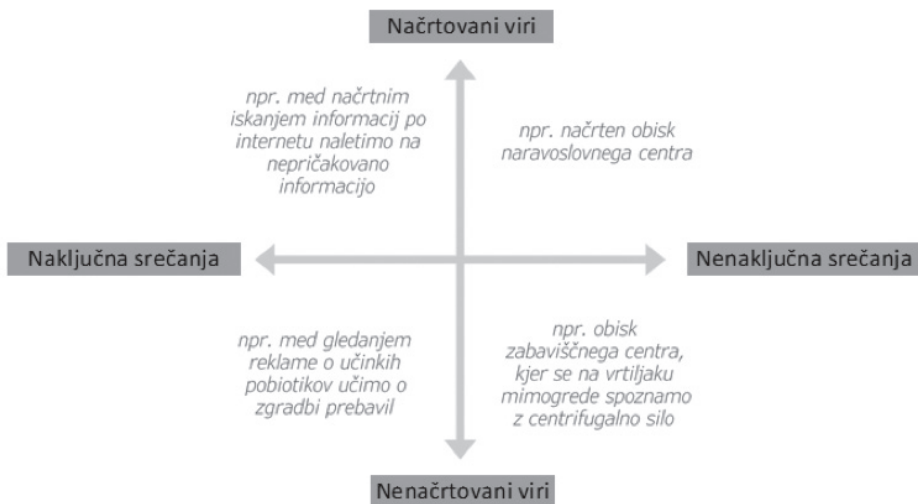 Načrtovani viri
npr. med načrtnim
iskanjem informacij po
internetu naletimo na
nepričakovano
informacijo
npr. načrten obisk
naravoslovnega centra
Naključna srečanja
Nenaključna srečanja
npr. med gledanjem
reklame o učinkih
pobiotikov učimo o
zgradbi prebavil
npr. obisk
zabaviščnega centra,
kjer se na vrtiljaku
mimogrede spoznamo
z centrifugalno silo
Nenačrtovani viri